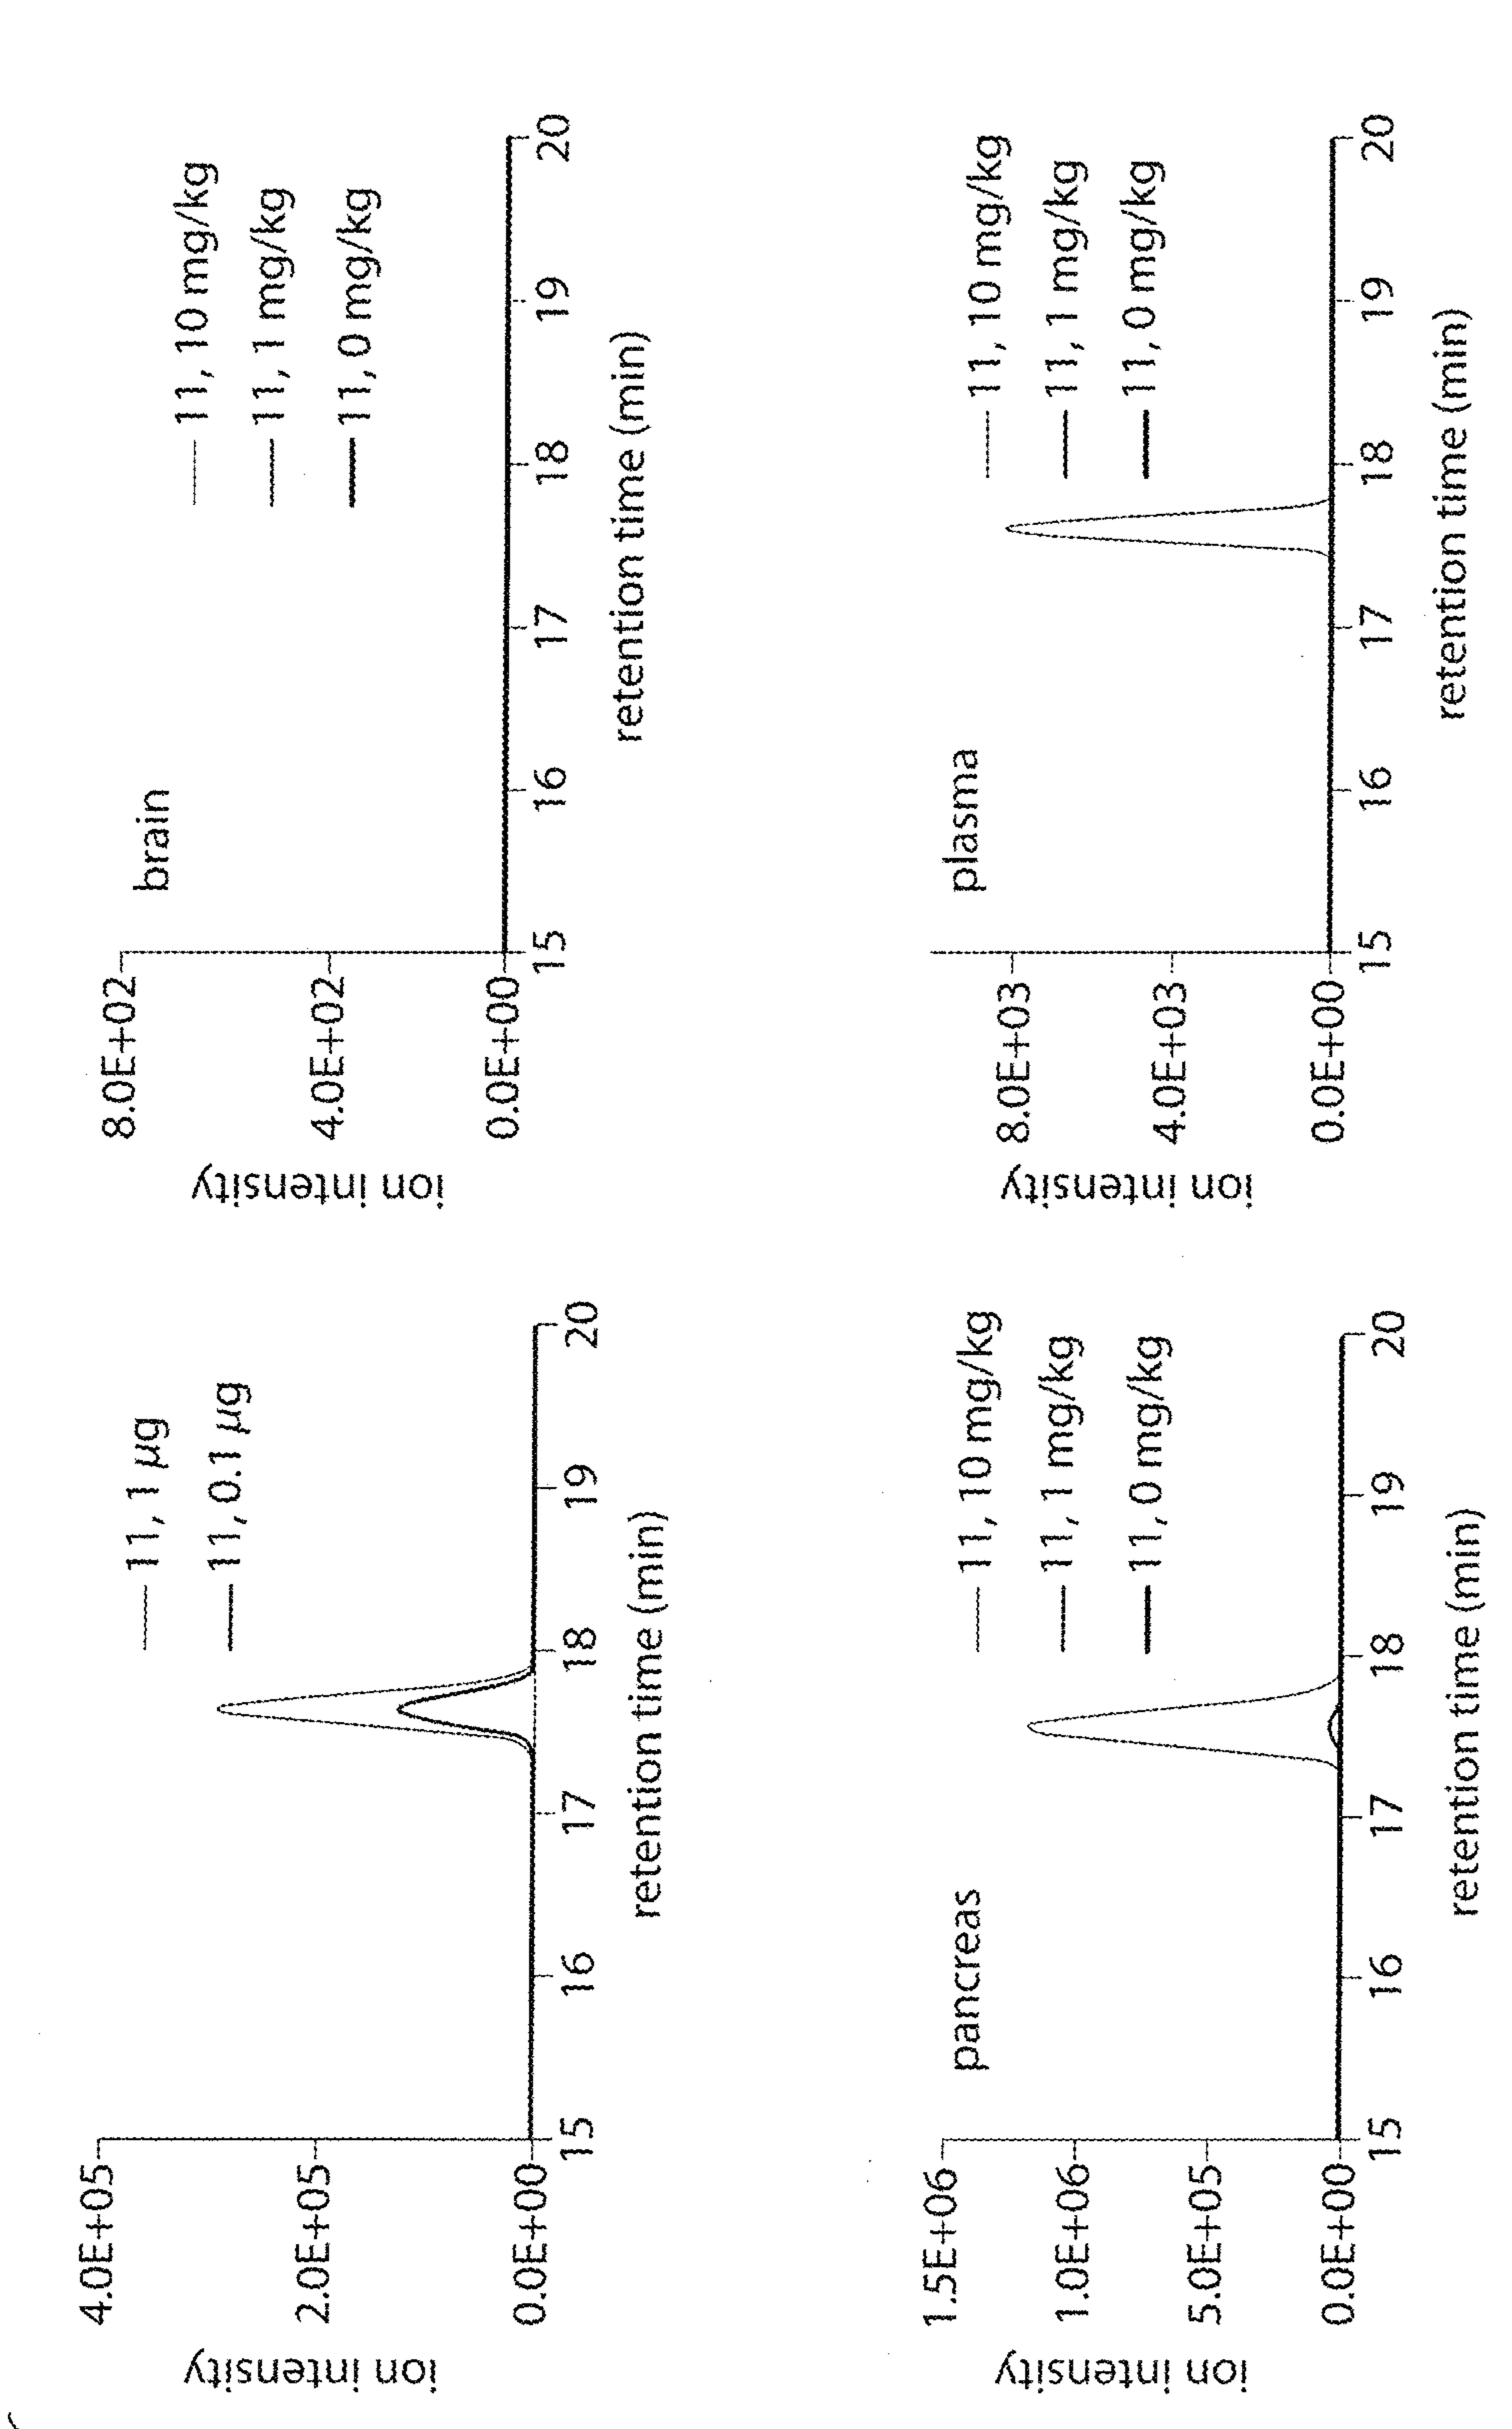 4.0E+05
2.0E+05
0.0E+00
ion intensity
11, 1 μg
11, 0.1 μg
15 16 17 18 19 20
retention time (min)
brain
8.0E+02
4.0E+02
0.0E+00
ion intensity
11, 10 mg/kg
11, 1 mg/kg
11, 0 mg/kg
15 16 17 18 19 20
retention time (min)
pancreas
1.5E+06
1.0E+06
5.0E+05
0.0E+00
ion intensity
11, 10 mg/kg
11, 1 mg/kg
11, 0 mg/kg
15 16 17 18 19 20
retention time (min)
plasma
8.0E+03
4.0E+03
0.0E+00
ion intensity
11, 10 mg/kg
11, 1 mg/kg
11, 0 mg/kg
15 16 17 18 19 20
retention time (min)